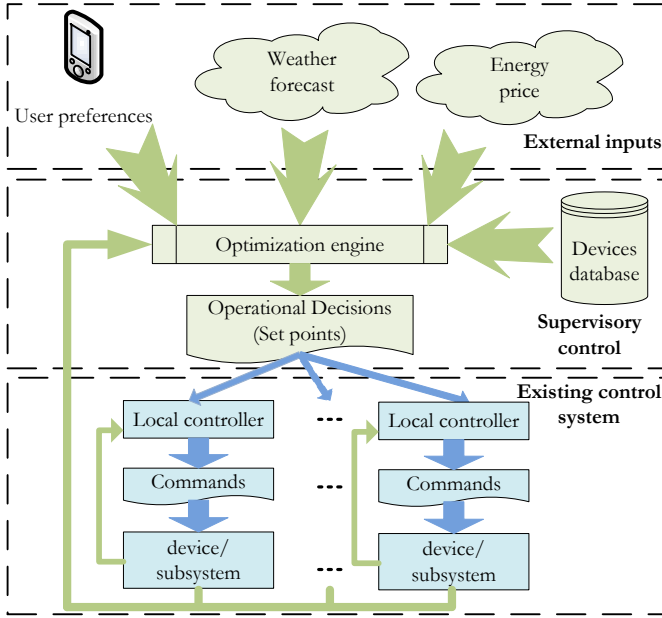 Weather
forecast
Energy
price
User preferences
External inputs
Optimization engine
Devices
database
Operational Decisions
(Set points)
Supervisory
control
Existing control
system
Local controller
Local controller
Commands
Commands
device/
subsystem
device/
subsystem